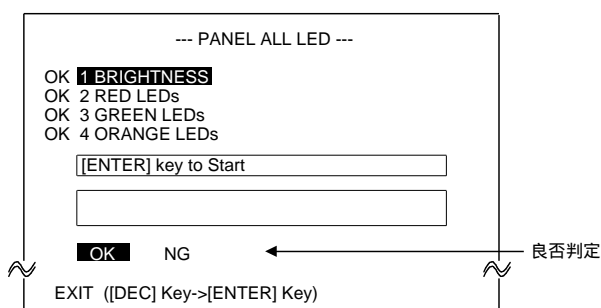 --- PANEL ALL LED ---
OK 1 BRIGHTNESS
OK 2 RED LEDs
OK 3 GREEN LEDs
OK 4 ORANGE LEDs
[ENTER] key to Start
OK NG
良否判定
EXIT ([DEC] Key->[ENTER] Key)